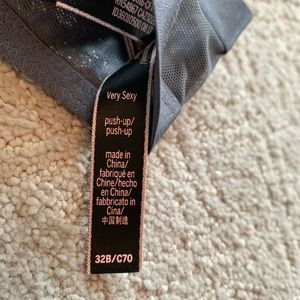 Very Sexy
push-up/
push-up
made in
China/
fabriqué en
Chine/hecho
en China/
fabbricato in
Cina/
中国制造
32B/C70